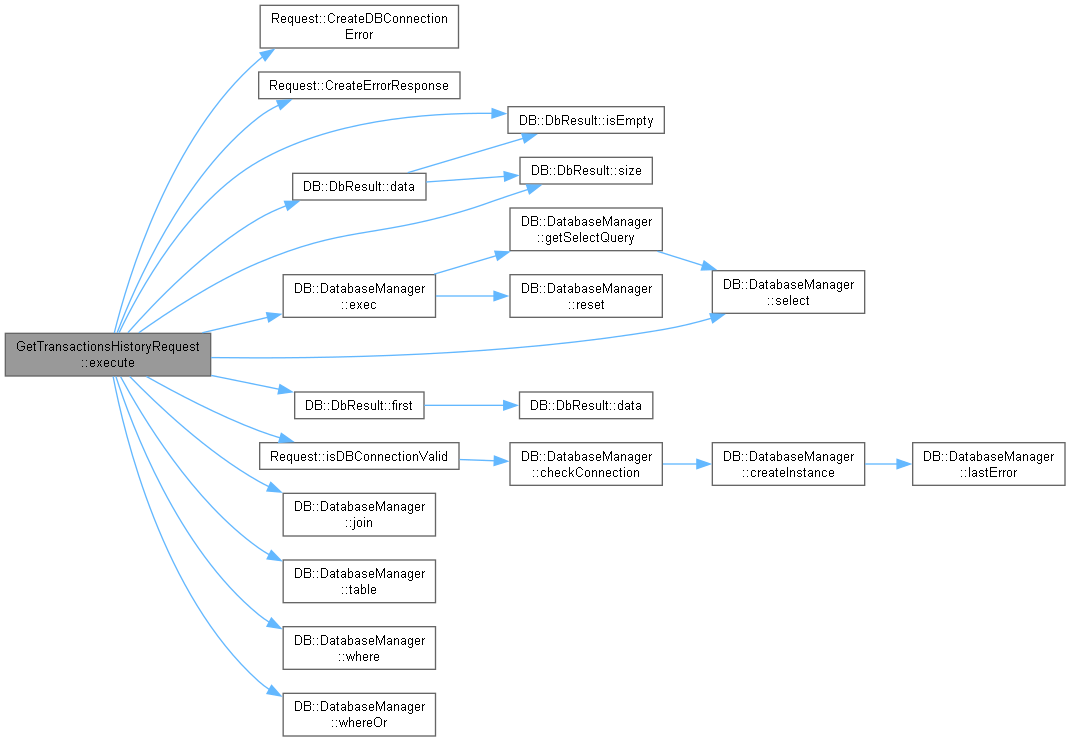 Request::CreateDBConnection
Error
Request::CreateErrorResponse
DB::DbResult::isEmpty
DB::DbResult::size
DB::DbResult::data
DB::DatabaseManager
::getSelectQuery
DB::DatabaseManager
::exec
DB::DatabaseManager
::reset
DB::DatabaseManager
::select
GetTransactionsHistoryRequest
::execute
DB::DbResult::first
DB::DbResult::data
Request::isDBConnectionValid
DB::DatabaseManager
::checkConnection
DB::DatabaseManager
::createInstance
DB::DatabaseManager
::lastError
DB::DatabaseManager
::join
DB::DatabaseManager
::table
DB::DatabaseManager
::where
DB::DatabaseManager
::whereOr